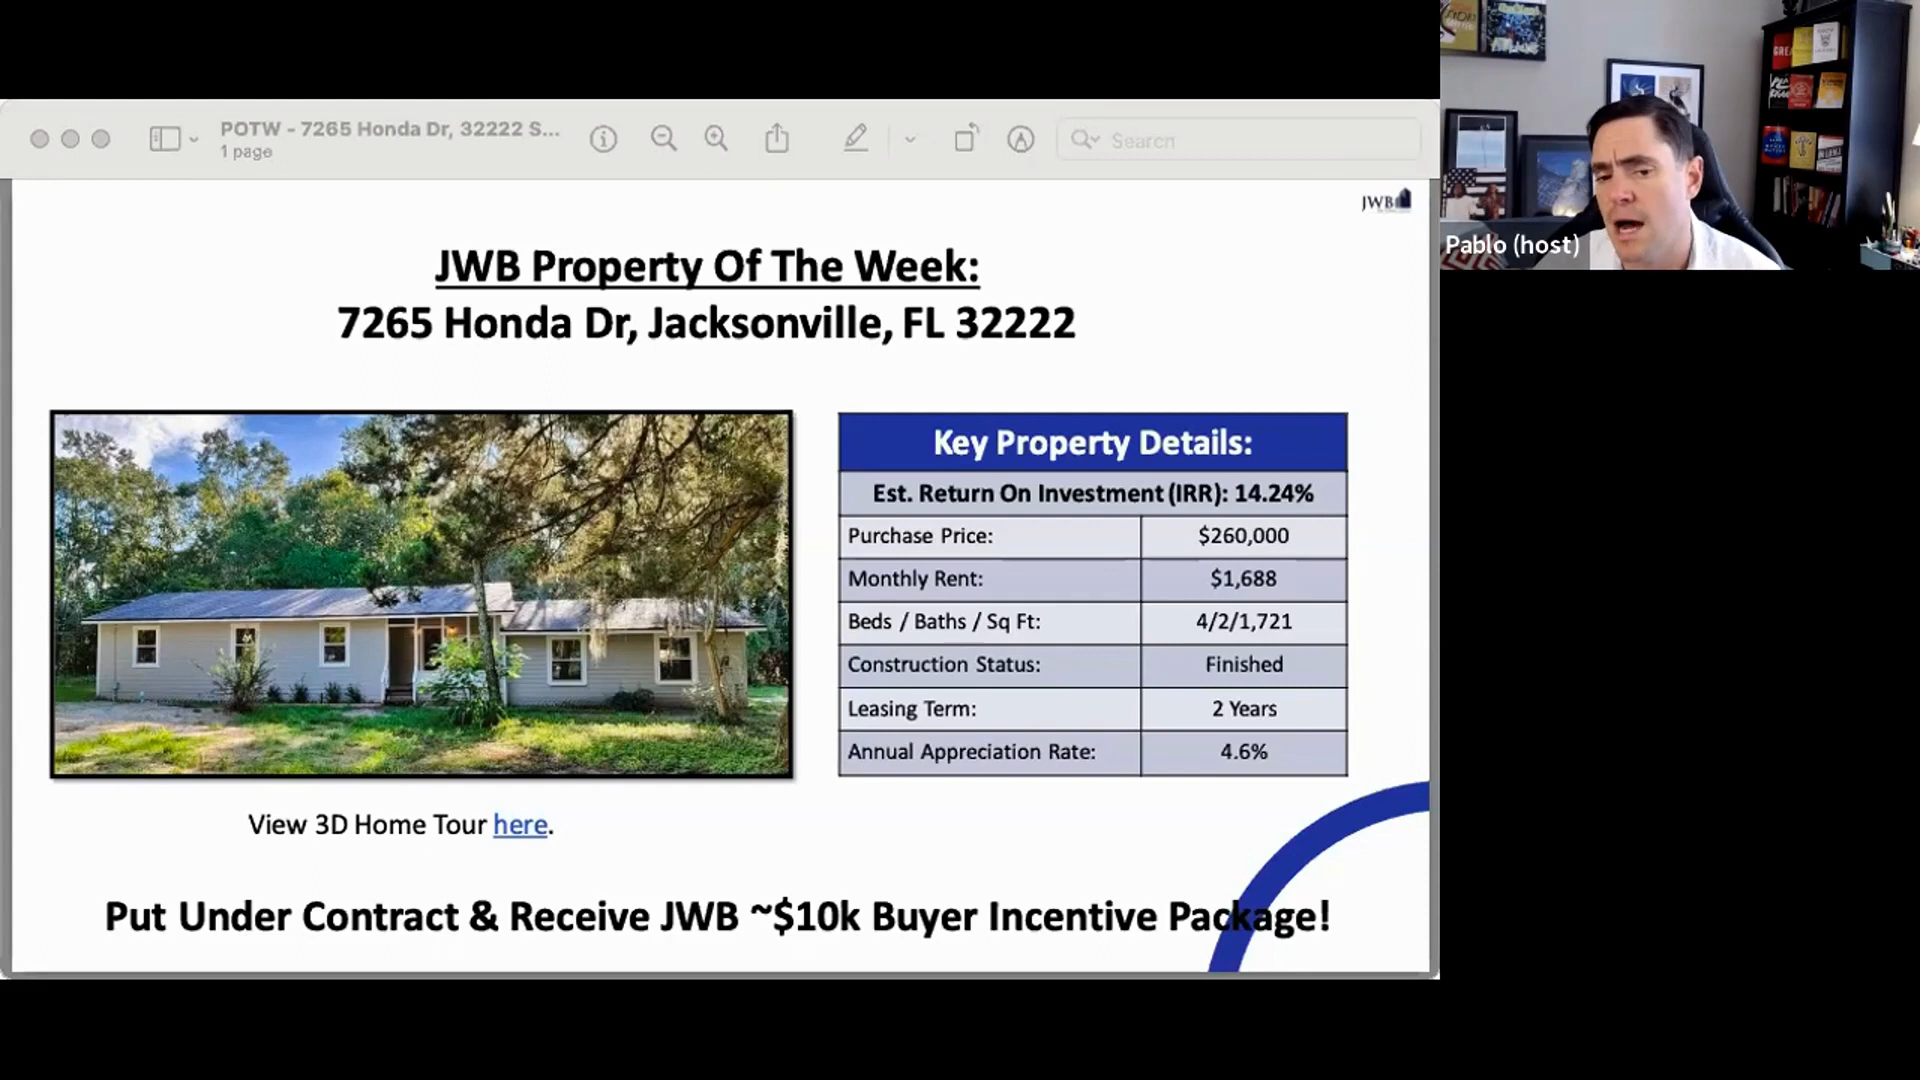 POTW - 7265 Honda Dr, 32222 S...
1 page
Search
JWB
JWB Property Of The Week:
7265 Honda Dr, Jacksonville, FL 32222
Key Property Details:
Est. Return On Investment (IRR): 14.24%
Purchase Price: $260,000
Monthly Rent: $1,688
Beds / Baths / Sq Ft: 4/2/1,721
Construction Status: Finished
Leasing Term: 2 Years
Annual Appreciation Rate: 4.6%
View 3D Home Tour here.
Put Under Contract & Receive JWB ~$10k Buyer Incentive Package!
Pablo (host)